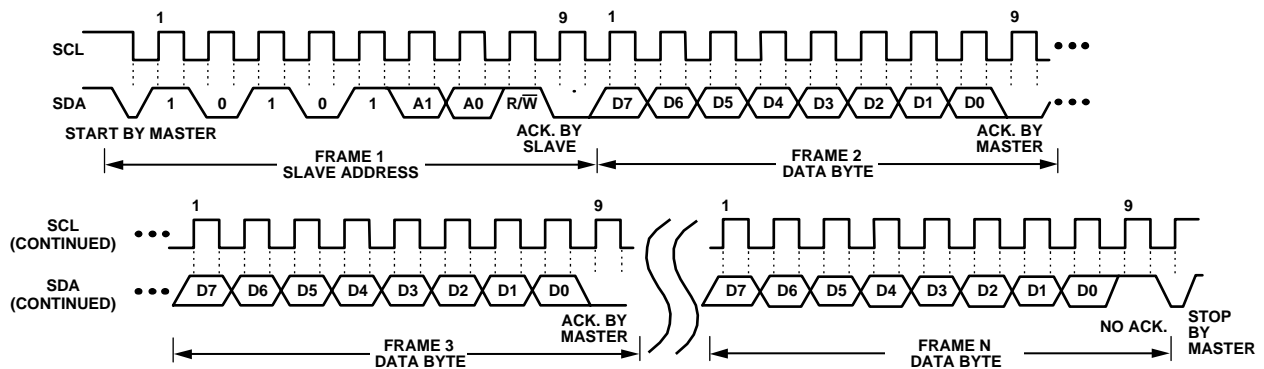 1 9 1 9
SCL
SDA 1 0 1 0 1 A1 A0 R/W̅ D7 D6 D5 D4 D3 D2 D1 D0
START BY MASTER
ACK. BY
SLAVE
ACK. BY
MASTER
FRAME 1
SLAVE ADDRESS
FRAME 2
DATA BYTE
1 9 1 9
SCL
(CONTINUED)
SDA
(CONTINUED)
D7 D6 D5 D4 D3 D2 D1 D0 D7 D6 D5 D4 D3 D2 D1 D0
ACK. BY
MASTER
NO ACK.
STOP
BY
MASTER
FRAME 3
DATA BYTE
FRAME N
DATA BYTE